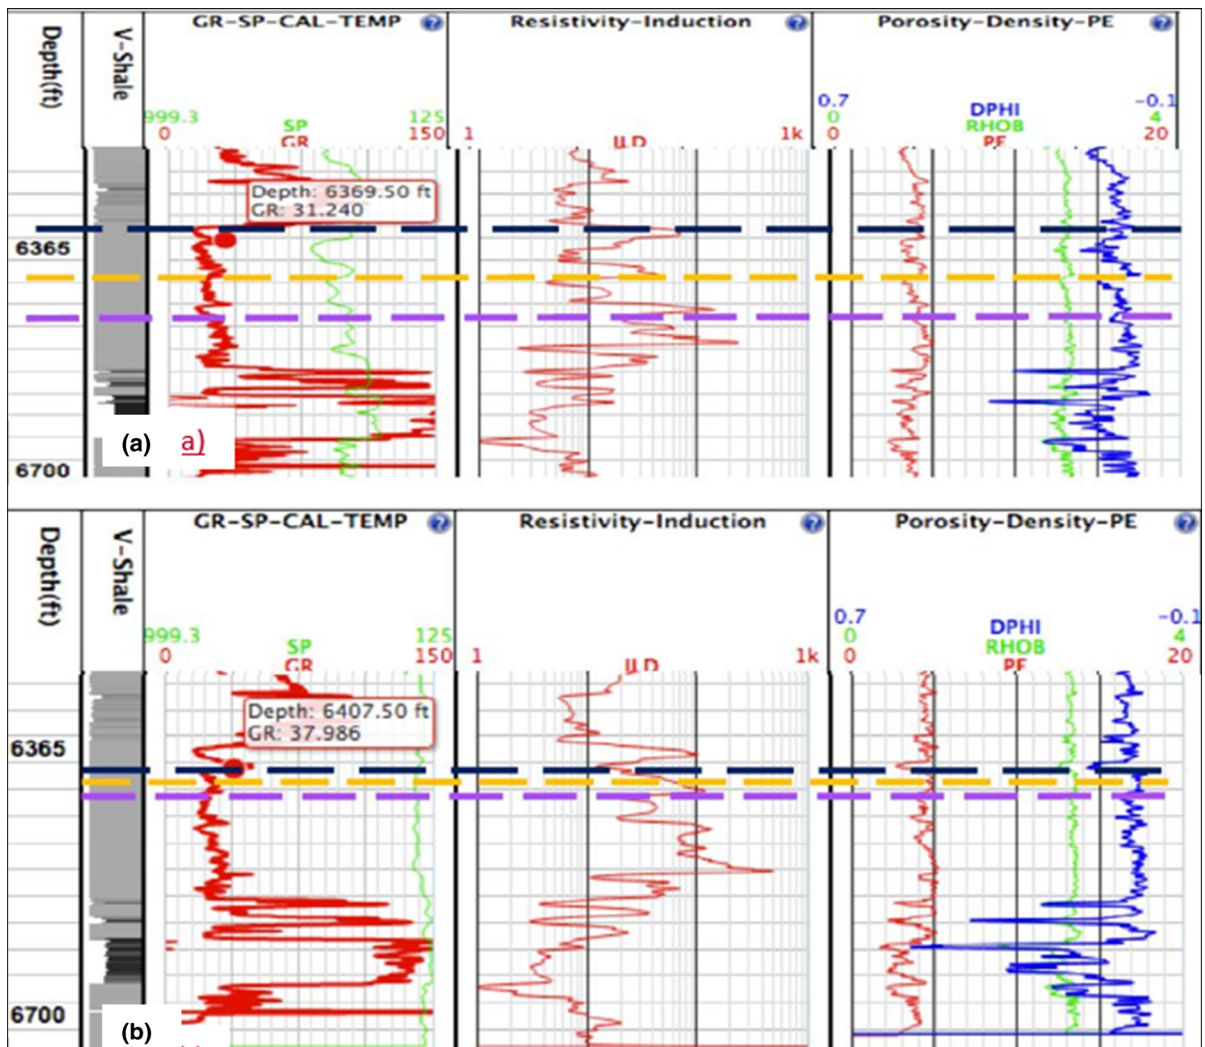 GR-SP-CAL-TEMP ? Resistivity-Induction ? Porosity-Density-PE ?
Depth(ft)
V-Shale
0.7 DPHI -0.1
999.3 SP 125
0 RHOB 4
0 GR 150
1 ILD 1k
0 PE 20
Depth: 6369.50 ft
GR: 31.240
6365
(a) a)
6700
GR-SP-CAL-TEMP ? Resistivity-Induction ? Porosity-Density-PE ?
Depth(ft)
V-Shale
0.7 DPHI -0.1
999.3 SP 125
0 RHOB 4
0 GR 150
1 ILD 1k
0 PE 20
Depth: 6407.50 ft
GR: 37.986
6365
6700
(b)